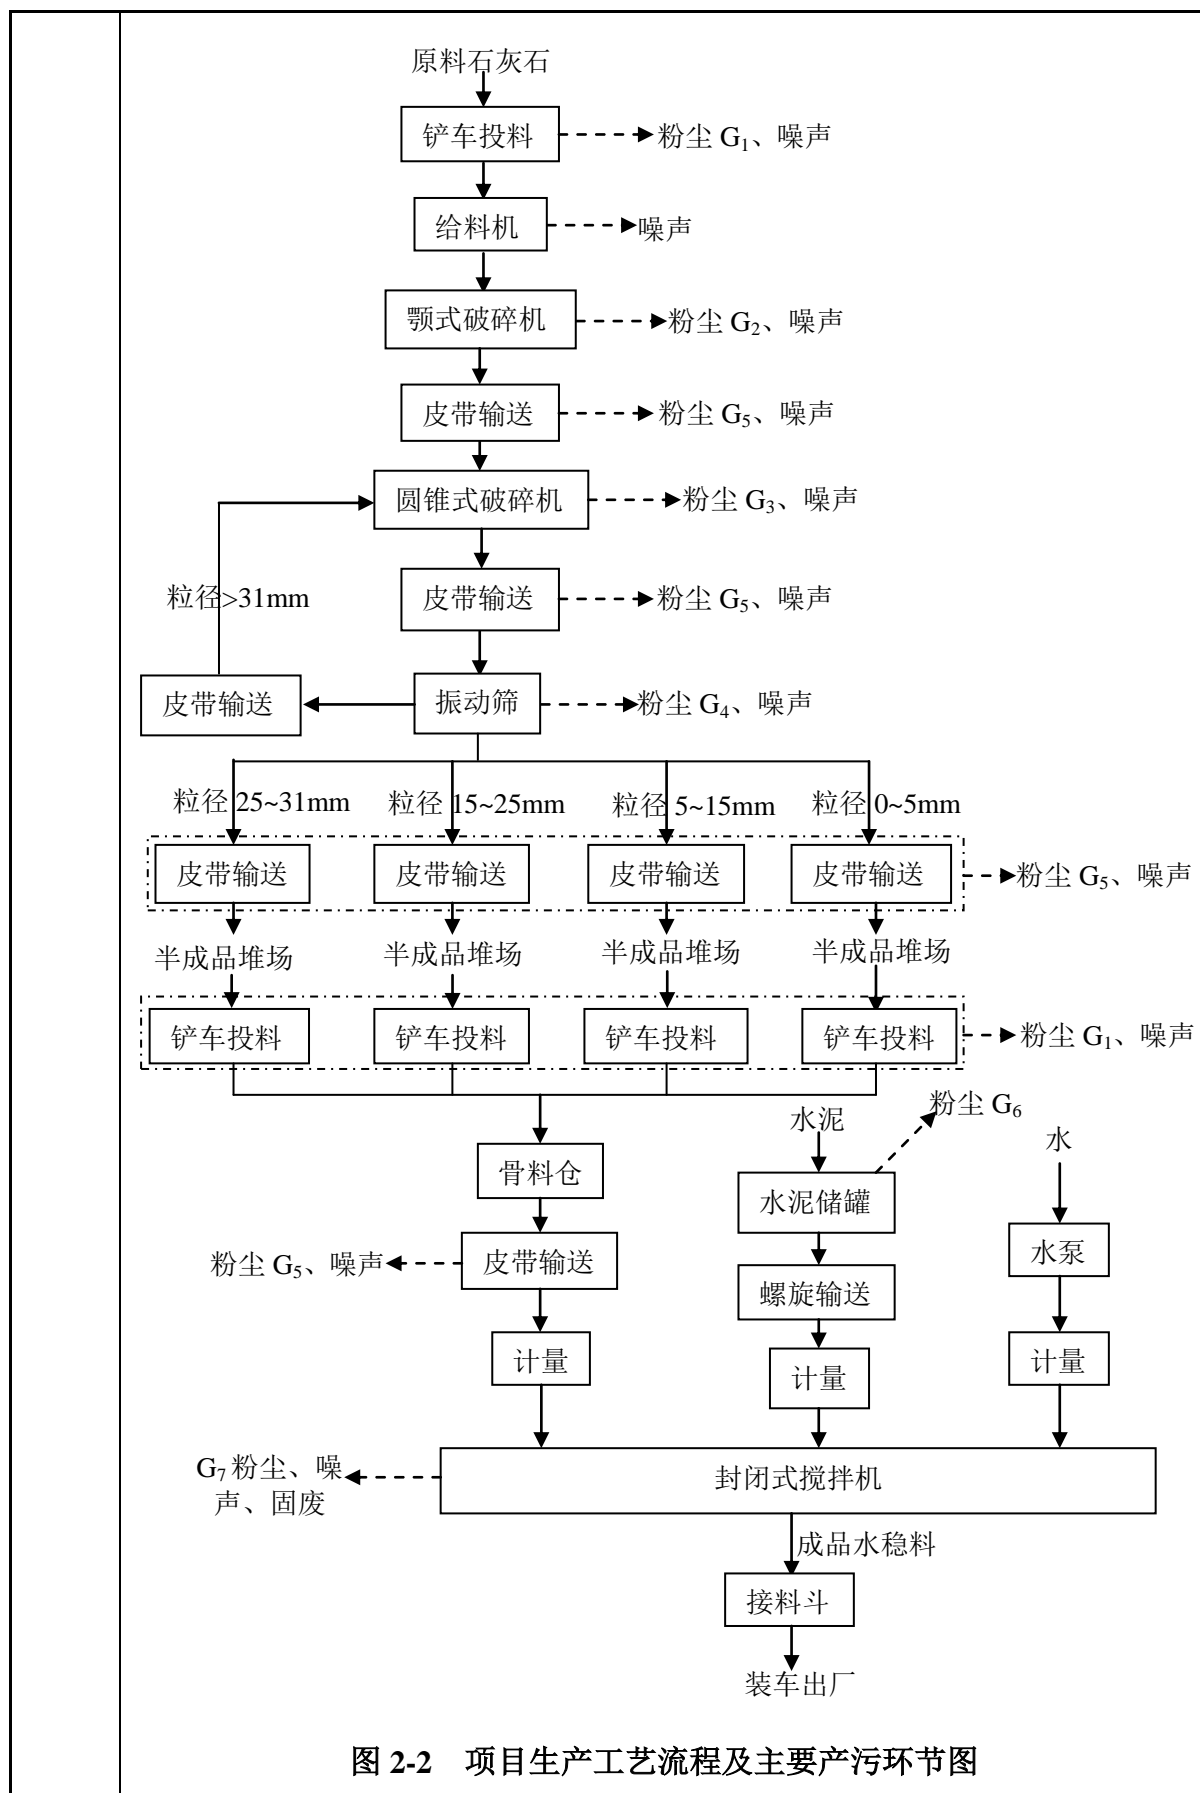 原料石灰石
铲车投料
粉尘 G₁、噪声
给料机
噪声
颚式破碎机
粉尘 G₂、噪声
皮带输送
粉尘 G₅、噪声
圆锥式破碎机
粉尘 G₃、噪声
粒径>31mm
皮带输送
粉尘 G₅、噪声
皮带输送
振动筛
粉尘 G₄、噪声
粒径 25~31mm
粒径 15~25mm
粒径 5~15mm
粒径 0~5mm
皮带输送
皮带输送
皮带输送
皮带输送
粉尘 G₅、噪声
半成品堆场
半成品堆场
半成品堆场
半成品堆场
铲车投料
铲车投料
铲车投料
铲车投料
粉尘 G₁、噪声
水泥
粉尘 G₆
水
骨料仓
水泥储罐
水泵
粉尘 G₅、噪声
皮带输送
螺旋输送
计量
计量
计量
G₇ 粉尘、噪
声、固废
封闭式搅拌机
成品水稳料
接料斗
装车出厂
图 2-2 项目生产工艺流程及主要产污环节图